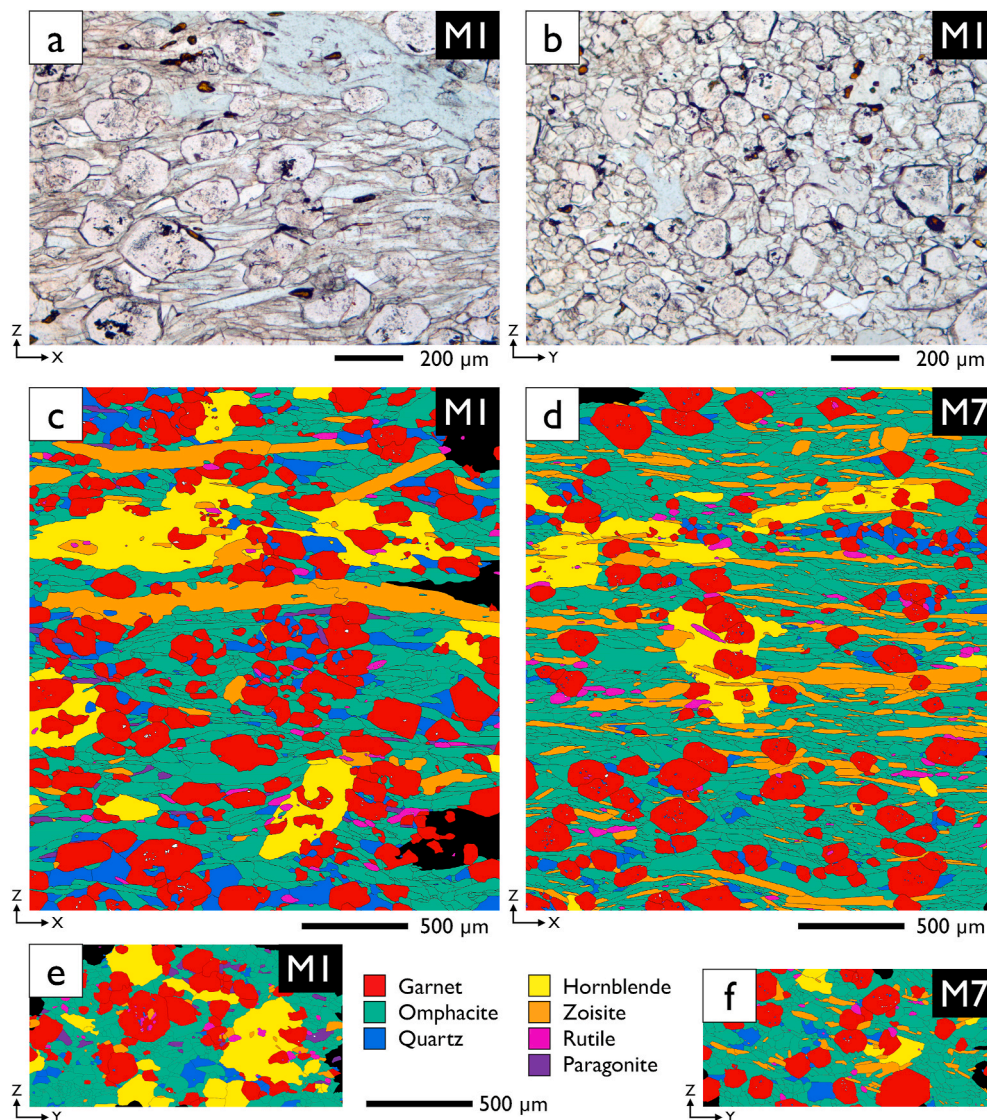 a M1
Z
X
200 µm
b M1
Z
Y
200 µm
c M1
Z
X
500 µm
d M7
Z
X
500 µm
e M1
Z
Y
Garnet
Omphacite
Quartz
Hornblende
Zoisite
Rutile
Paragonite
500 µm
f M7
Z
Y